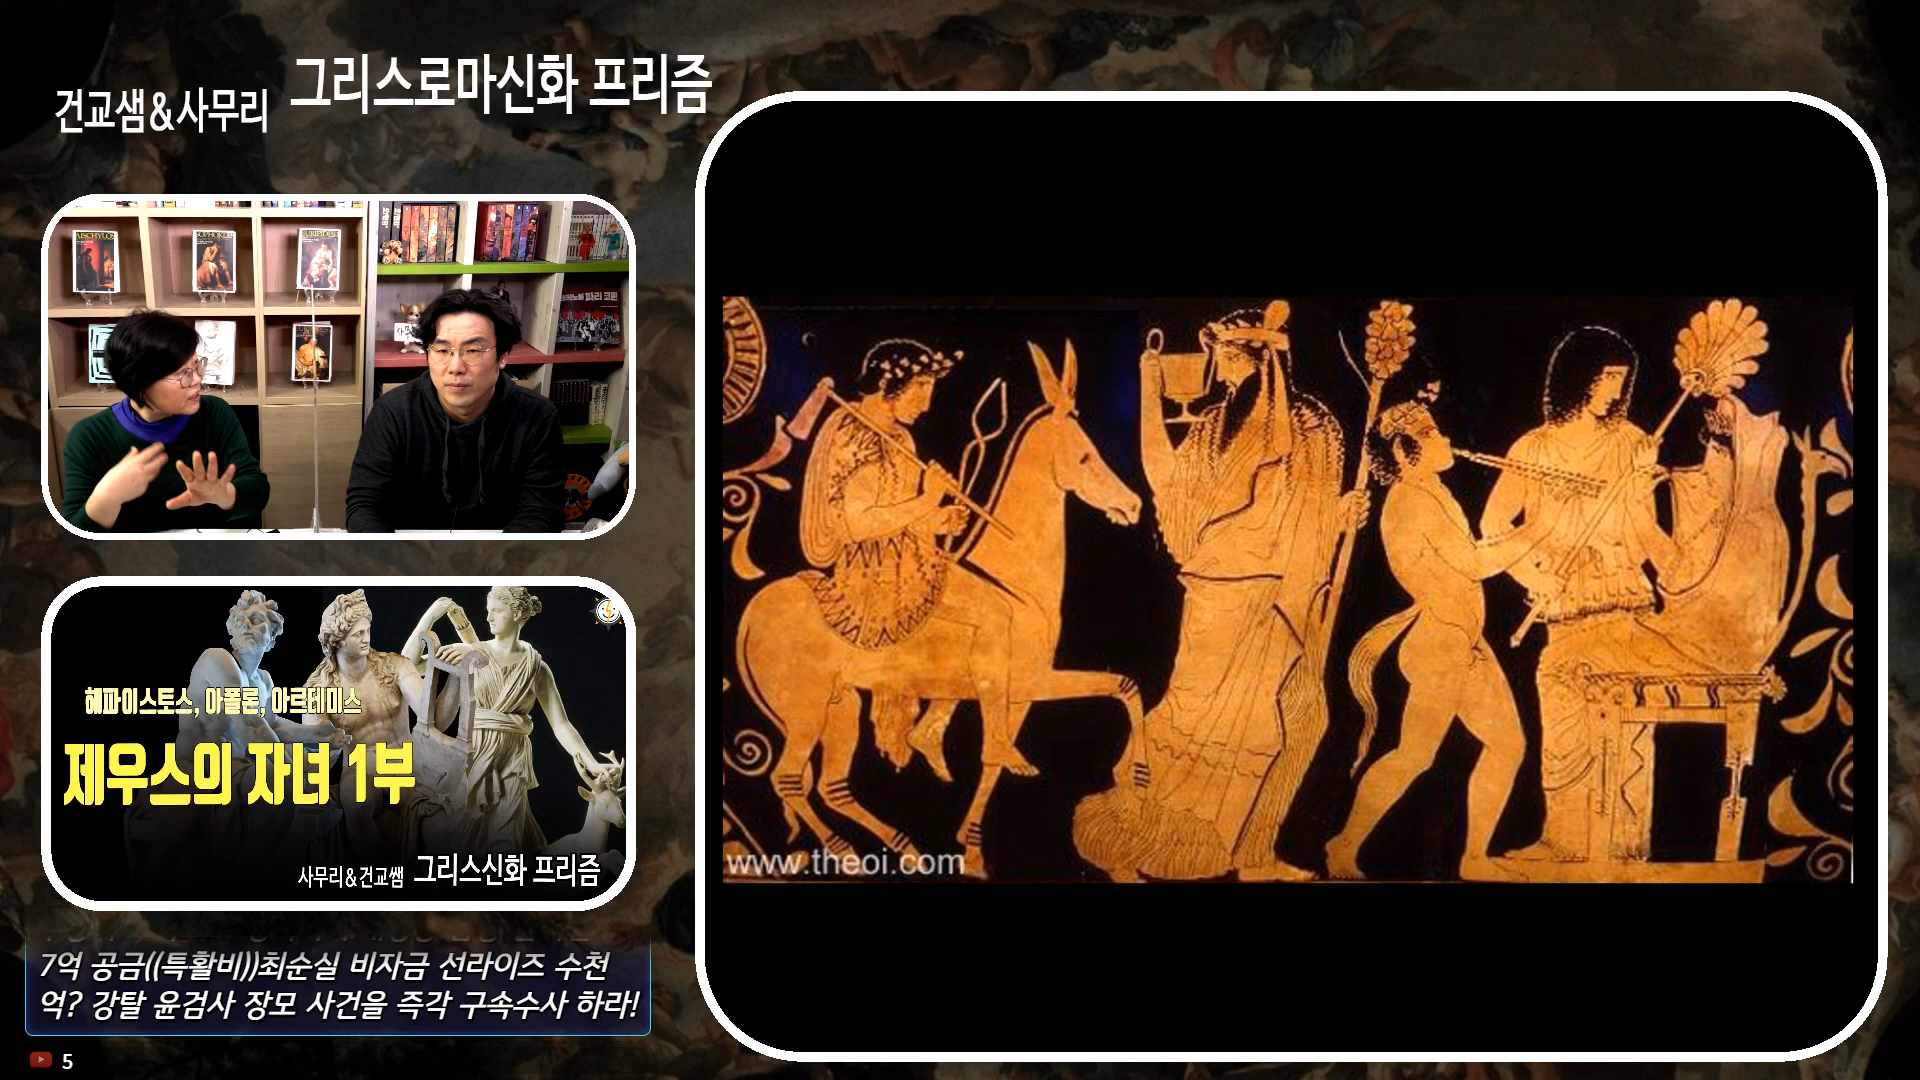 건교샘&사무리 그리스로마신화 프리즘
AISCHYLOS
SOPHOKLES
EURIPIDES
헤파이스토스, 아폴론, 아르테미스
제우스의 자녀 1부
사무리&건교쌤 그리스신화 프리즘
www.theoi.com
7억 공금((특활비))최순실 비자금 선라이즈 수천
억? 강탈 윤검사 장모 사건을 즉각 구속수사 하라!
5